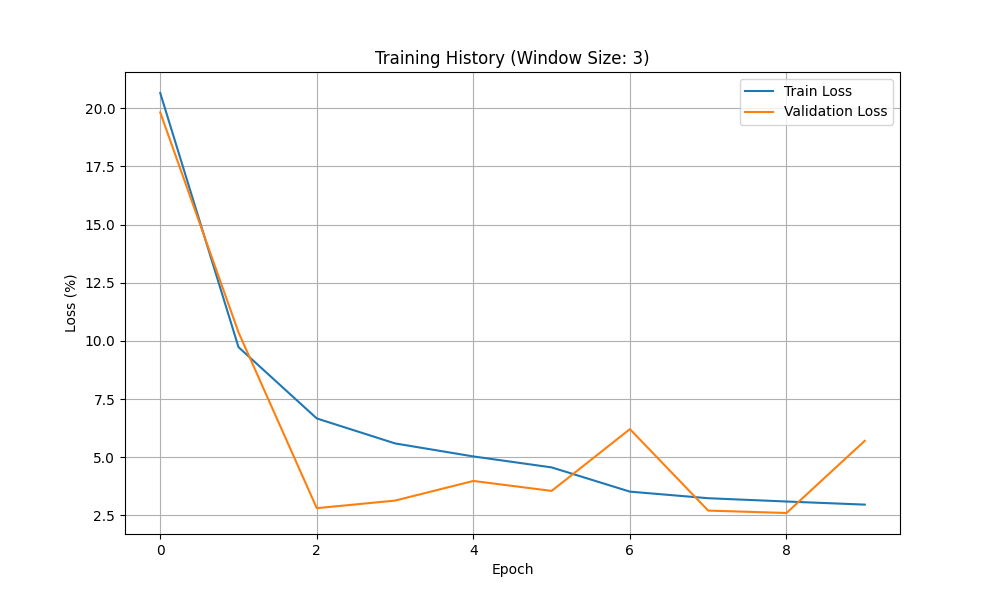 Training History (Window Size: 3)
Train Loss
Validation Loss
Loss (%)
20.0
17.5
15.0
12.5
10.0
7.5
5.0
2.5
0 2 4 6 8
Epoch